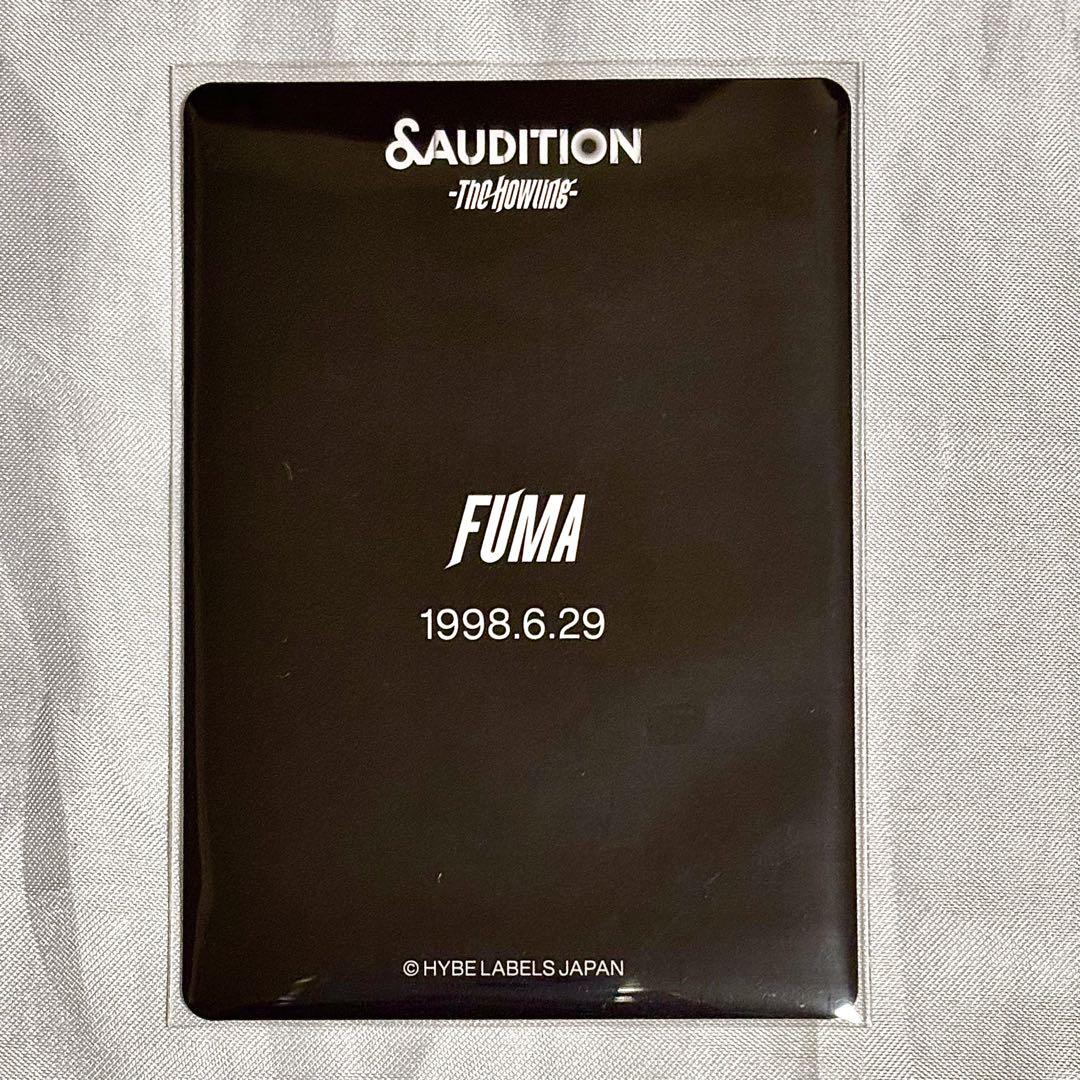 &AUDITION
-The Howling-
FUMA
1998.6.29
© HYBE LABELS JAPAN